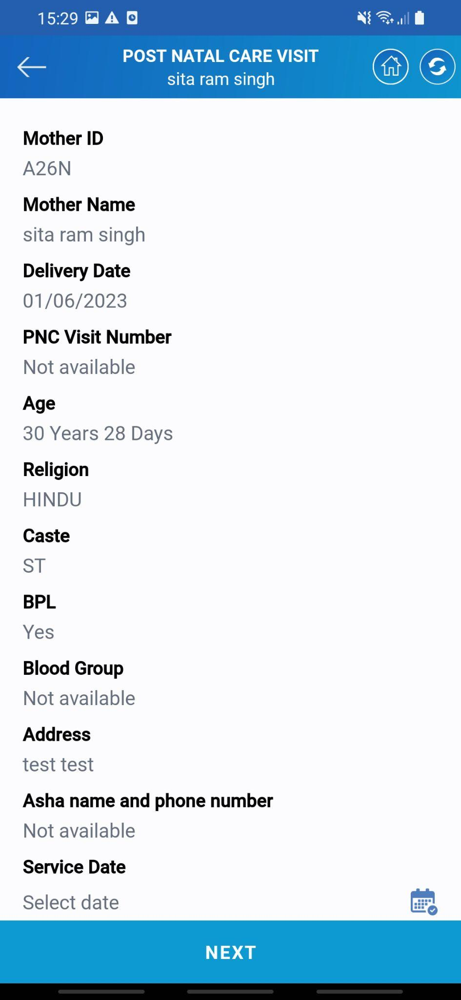 15:29
POST NATAL CARE VISIT
sita ram singh
Mother ID
A26N
Mother Name
sita ram singh
Delivery Date
01/06/2023
PNC Visit Number
Not available
Age
30 Years 28 Days
Religion
HINDU
Caste
ST
BPL
Yes
Blood Group
Not available
Address
test test
Asha name and phone number
Not available
Service Date
Select date
NEXT